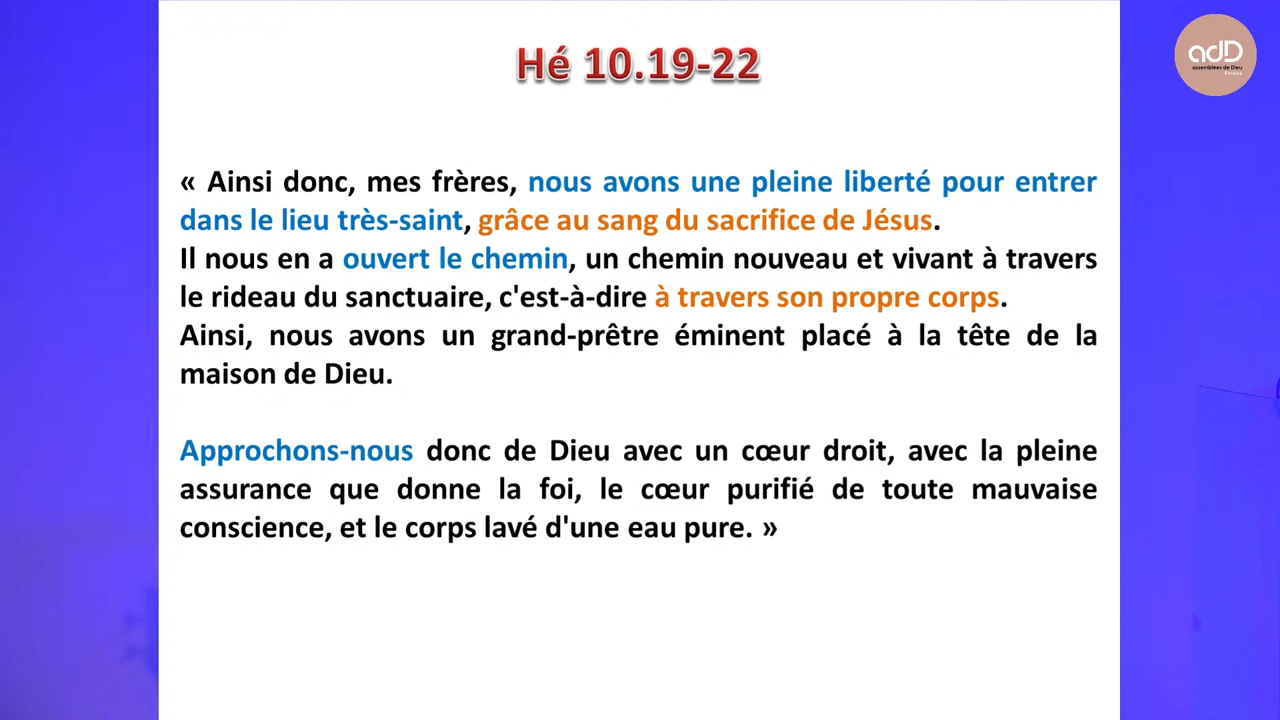 Hé 10.19-22
adD
assemblées de Dieu
« Ainsi donc, mes frères, nous avons une pleine liberté pour entrer
dans le lieu très-saint, grâce au sang du sacrifice de Jésus.
Il nous en a ouvert le chemin, un chemin nouveau et vivant à travers
le rideau du sanctuaire, c'est-à-dire à travers son propre corps.
Ainsi, nous avons un grand-prêtre éminent placé à la tête de la
maison de Dieu.
Approchons-nous donc de Dieu avec un cœur droit, avec la pleine
assurance que donne la foi, le cœur purifié de toute mauvaise
conscience, et le corps lavé d'une eau pure. »